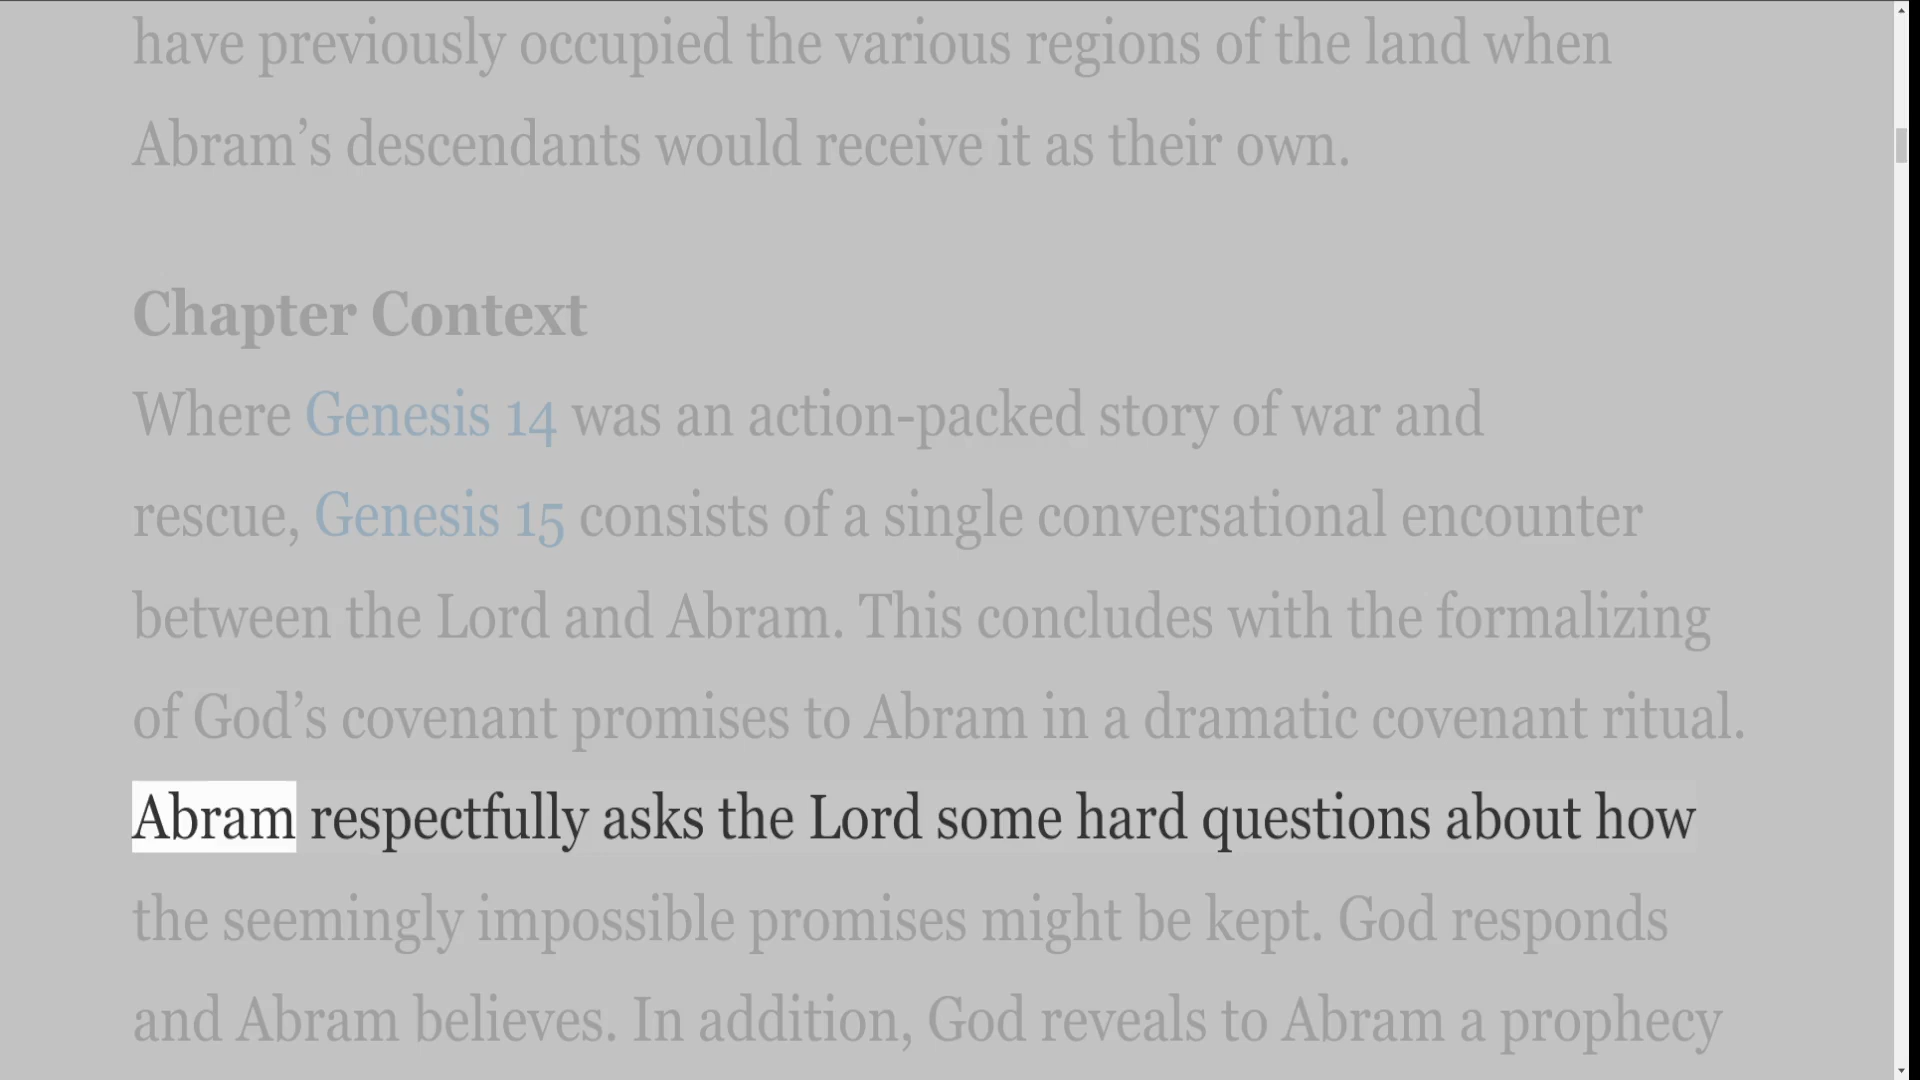 have previously occupied the various regions of the land when
Abram’s descendants would receive it as their own.
Chapter Context
Where Genesis 14 was an action-packed story of war and
rescue, Genesis 15 consists of a single conversational encounter
between the Lord and Abram. This concludes with the formalizing
of God’s covenant promises to Abram in a dramatic covenant ritual.
Abram respectfully asks the Lord some hard questions about how
the seemingly impossible promises might be kept. God responds
and Abram believes. In addition, God reveals to Abram a prophecy